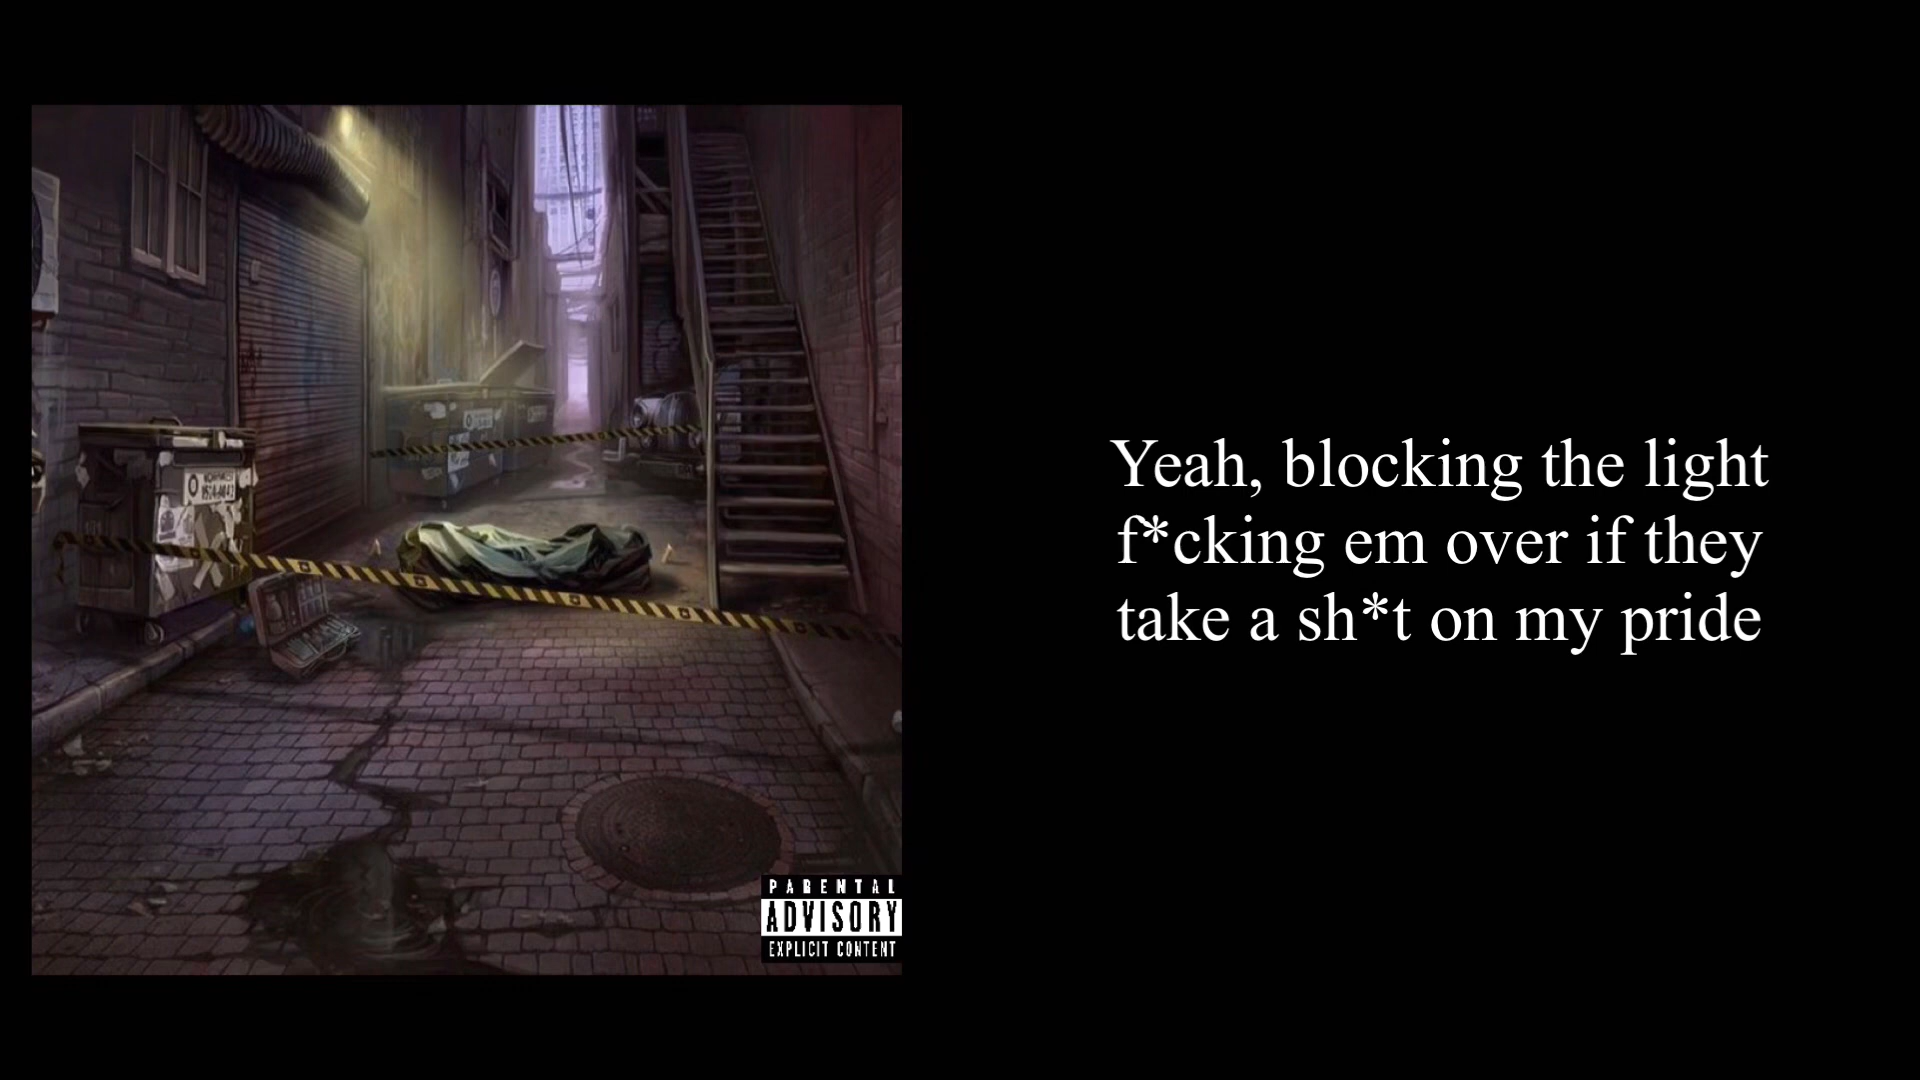 Yeah, blocking the light
f*cking em over if they
take a sh*t on my pride
PARENTAL
ADVISORY
EXPLICIT CONTENT